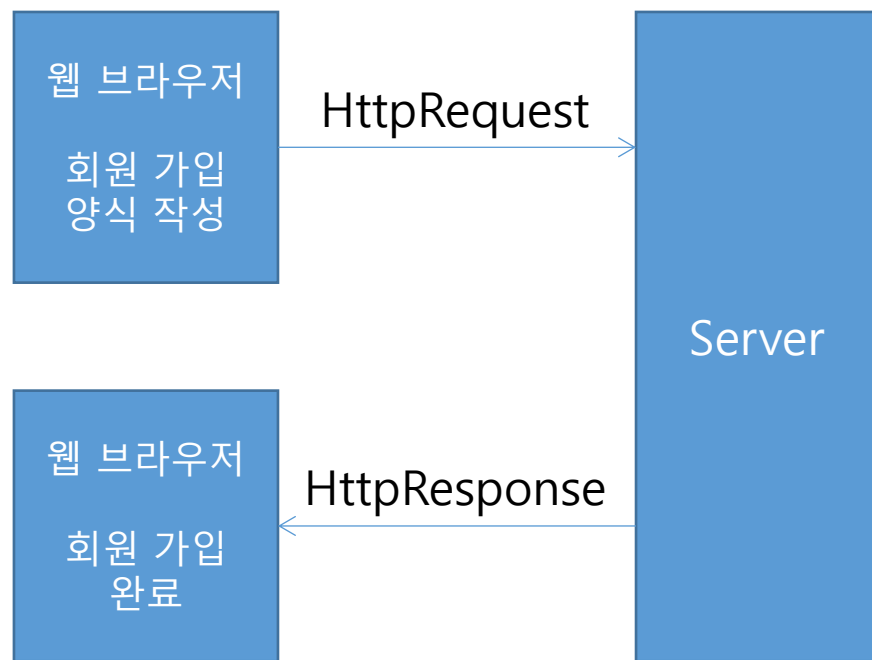 웹 브라우저
회원 가입
양식 작성
HttpRequest
Server
웹 브라우저
회원 가입
완료
HttpResponse